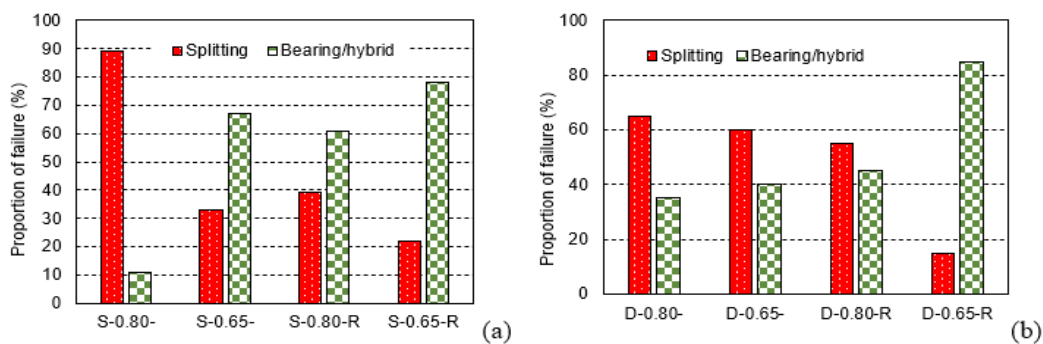 100
90
80
70
60
50
40
30
20
10
0
Proportion of failure (%)
Splitting Bearing/hybrid
S-0.80- S-0.65- S-0.80-R S-0.65-R
(a)
100
80
60
40
20
0
Proportion of failure (%)
Splitting Bearing/hybrid
D-0.80- D-0.65- D-0.80-R D-0.65-R
(b)